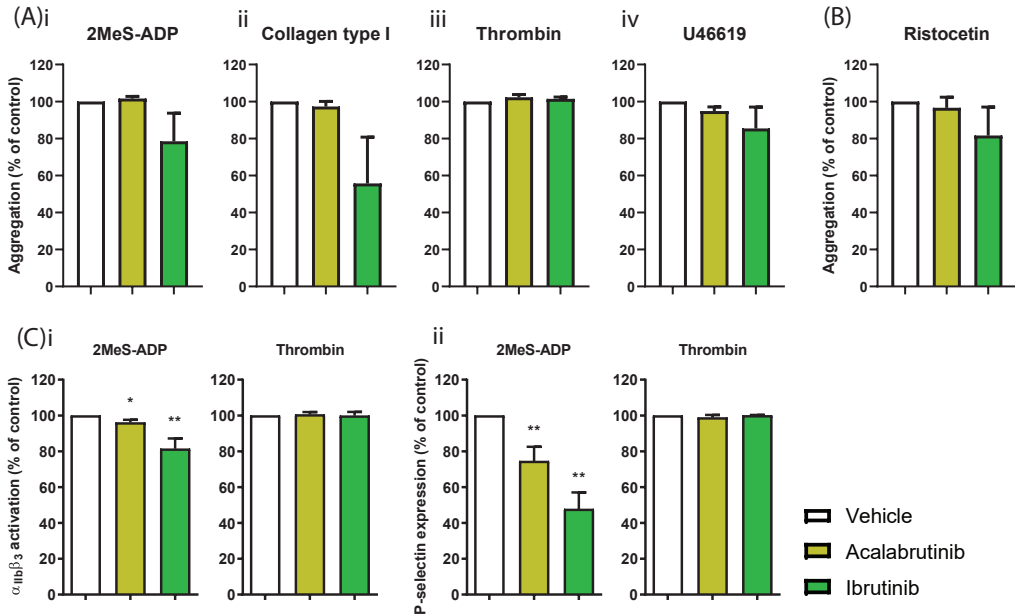 (A)i
2MeS-ADP
Aggregation (% of control)
120
100
80
60
40
20
0
ii
Collagen type I
120
100
80
60
40
20
0
iii
Thrombin
120
100
80
60
40
20
0
iv
U46619
120
100
80
60
40
20
0
(B)
Ristocetin
Aggregation (% of control)
120
100
80
60
40
20
0
(C)i
2MeS-ADP
αIIbβ3 activation (% of control)
120
100
80
60
40
20
0
*
**
Thrombin
120
100
80
60
40
20
0
ii
2MeS-ADP
P-selectin expression (% of control)
120
100
80
60
40
20
0
**
**
Thrombin
120
100
80
60
40
20
0
Vehicle
Acalabrutinib
Ibrutinib